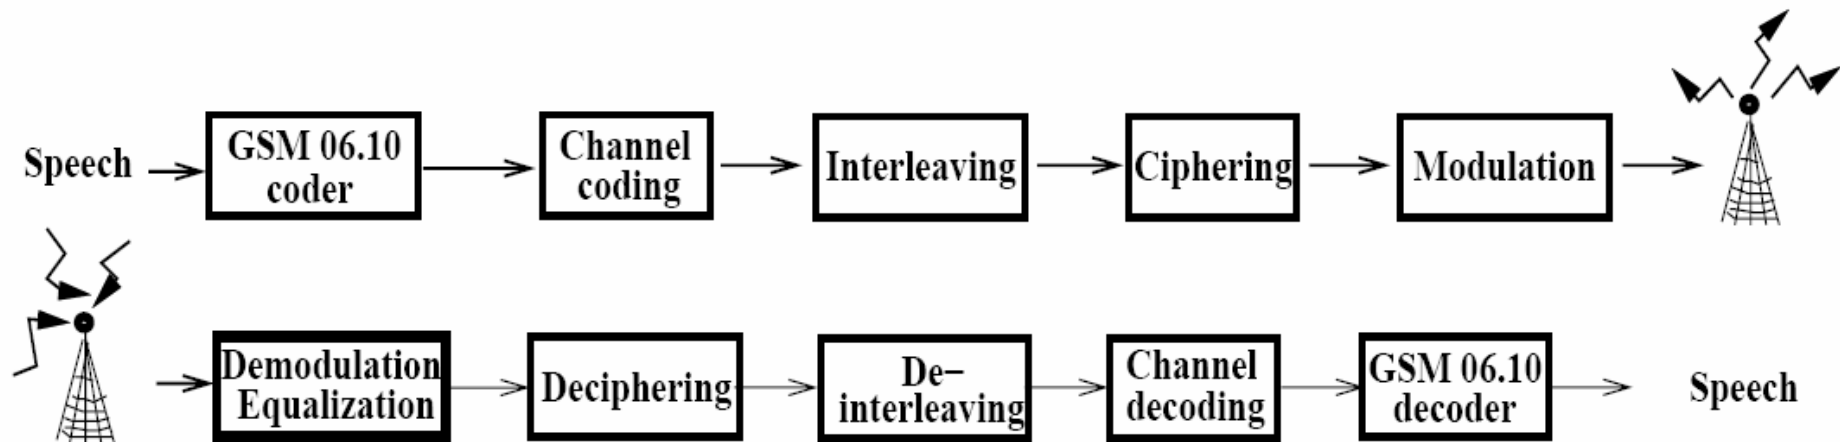 Speech
GSM 06.10
coder
Channel
coding
Interleaving
Ciphering
Modulation
Demodulation
Equalization
Deciphering
De–
interleaving
Channel
decoding
GSM 06.10
decoder
Speech